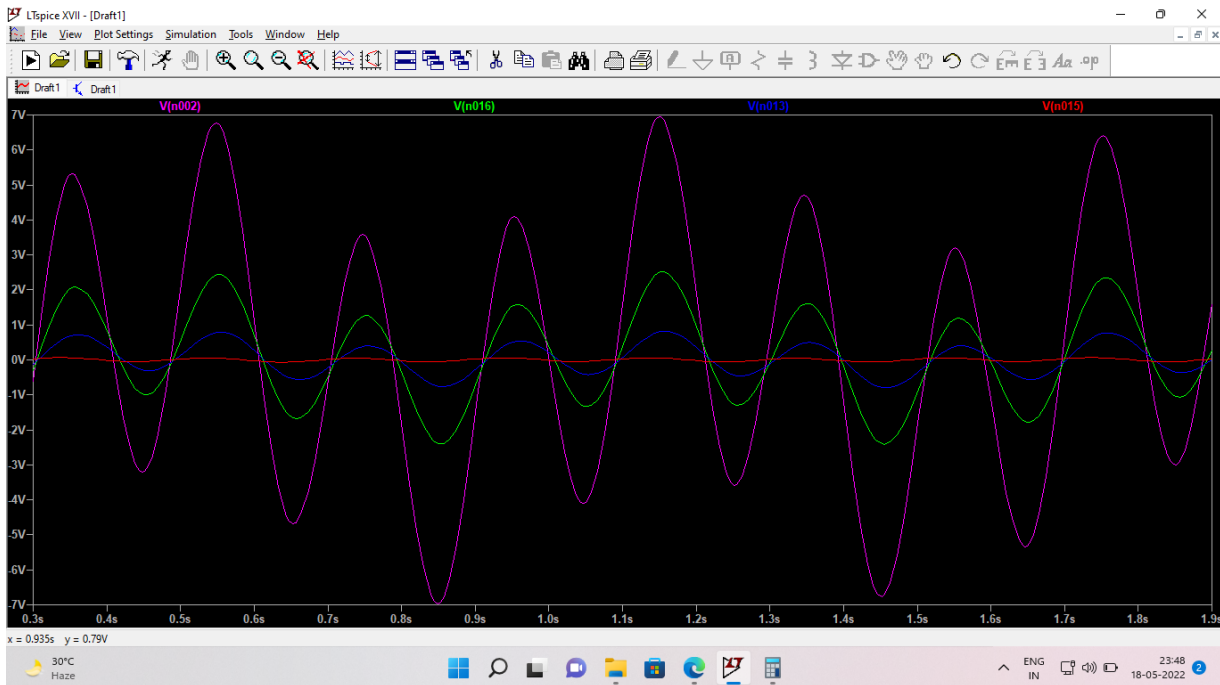 LTspice XVII - [Draft1]
File View Plot Settings Simulation Tools Window Help
Draft1 Draft1
V(n002) V(n016) V(n013) V(n015)
7V
6V
5V
4V
3V
2V
1V
0V
-1V
-2V
-3V
-4V
-5V
-6V
-7V
0.3s 0.4s 0.5s 0.6s 0.7s 0.8s 0.9s 1.0s 1.1s 1.2s 1.3s 1.4s 1.5s 1.6s 1.7s 1.8s 1.9s
x = 0.935s y = 0.79V
30°C
Haze
ENG
IN
23:48
18-05-2022
2